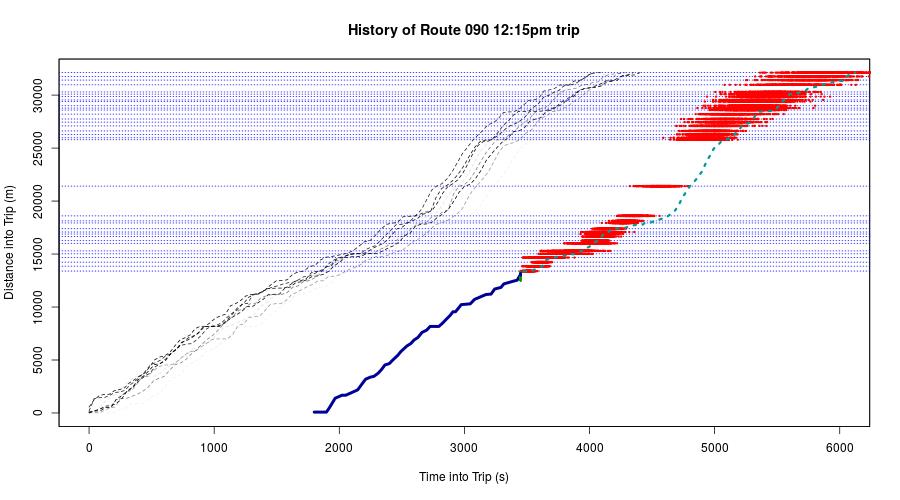 History of Route 090 12:15pm trip
Distance into Trip (m)
30000
25000
20000
15000
10000
5000
0
0 1000 2000 3000 4000 5000 6000
Time into Trip (s)